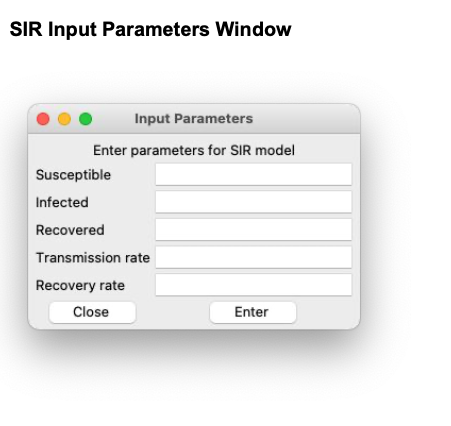 SIR Input Parameters Window
Input Parameters
Enter parameters for SIR model
Susceptible
Infected
Recovered
Transmission rate
Recovery rate
Close Enter